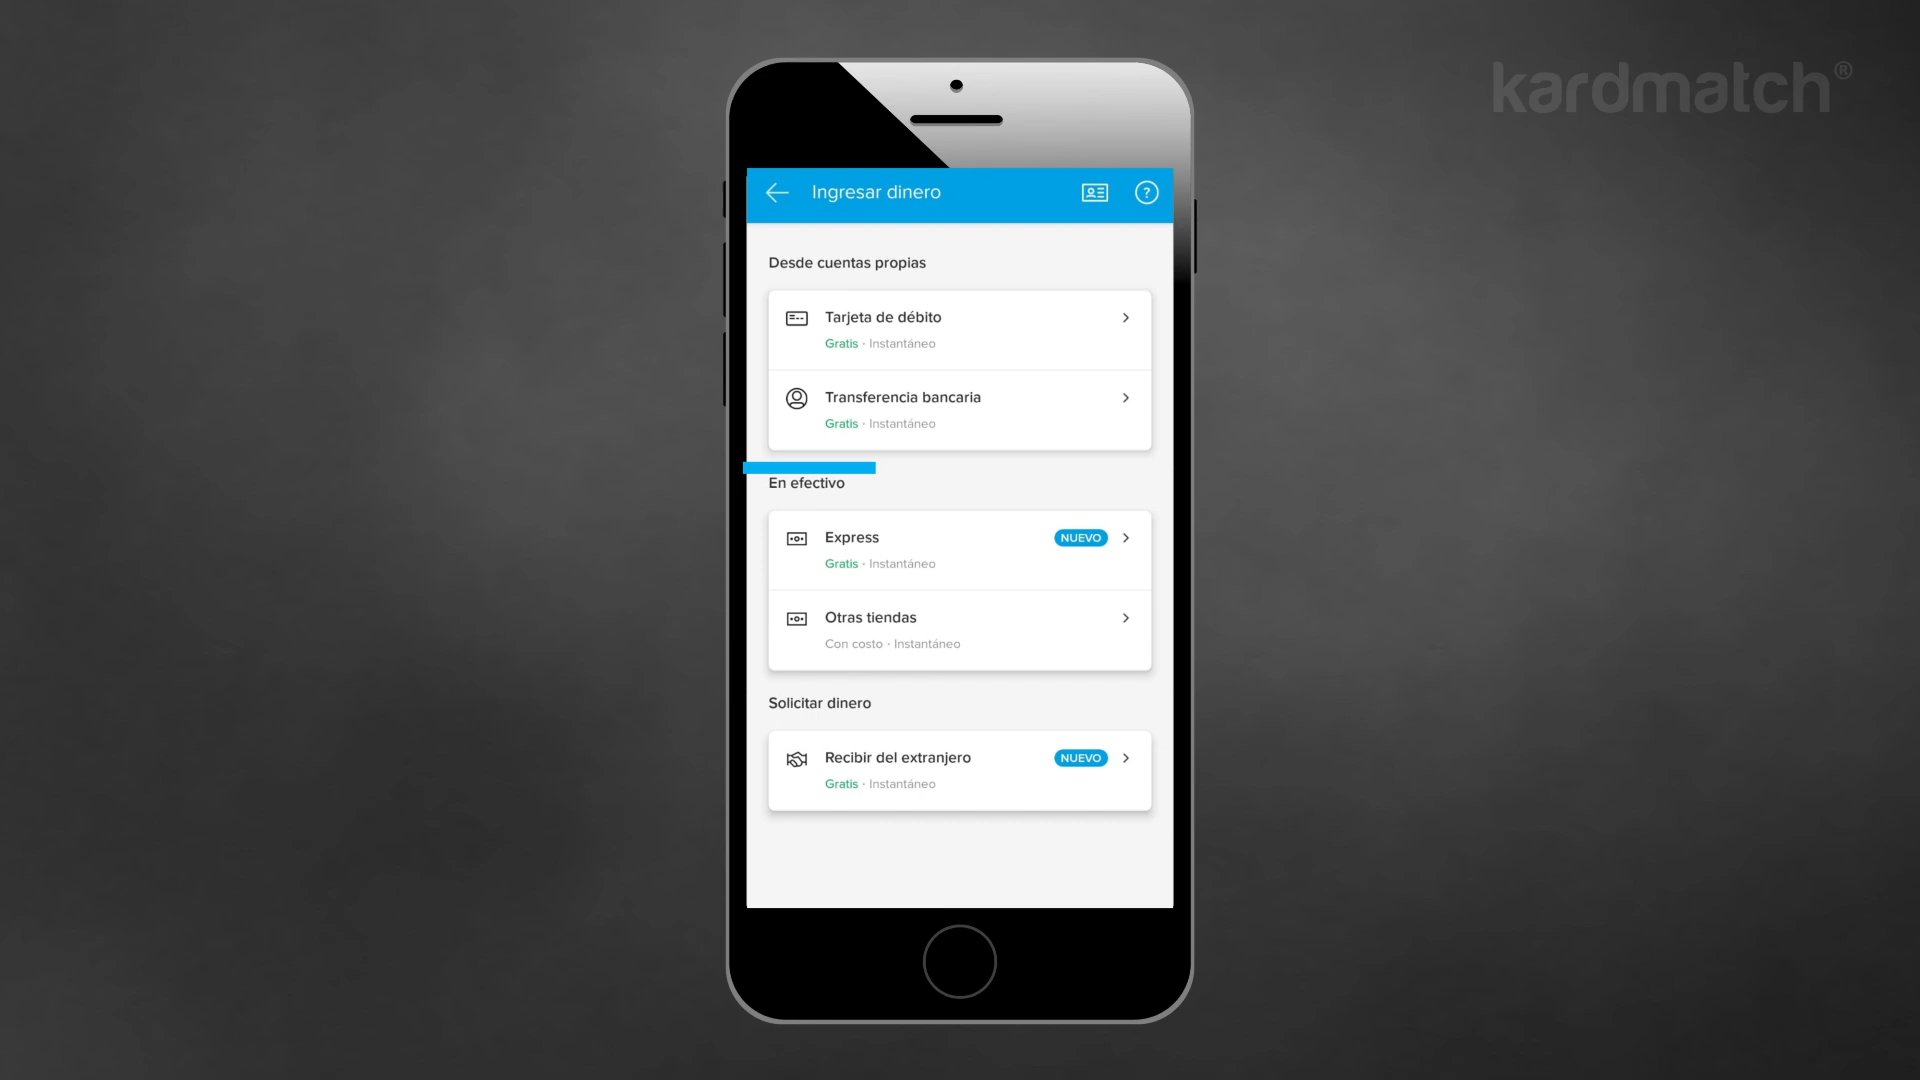 kardmatch®
Ingresar dinero
?
Desde cuentas propias
Tarjeta de débito
Gratis · Instantáneo
Transferencia bancaria
Gratis · Instantáneo
En efectivo
Express NUEVO
Gratis · Instantáneo
Otras tiendas
Con costo · Instantáneo
Solicitar dinero
Recibir del extranjero NUEVO
Gratis · Instantáneo